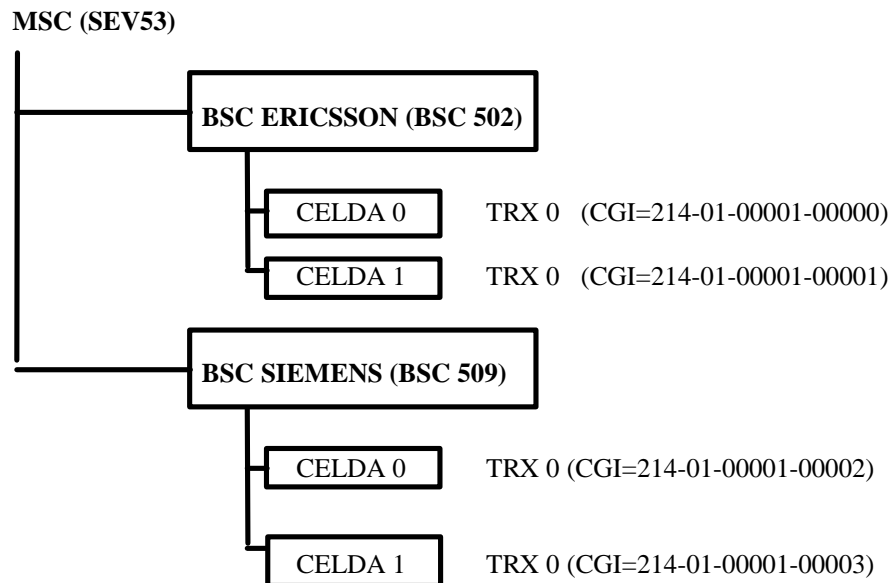 MSC (SEV53)
BSC ERICSSON (BSC 502)
CELDA 0 TRX 0 (CGI=214-01-00001-00000)
CELDA 1 TRX 0 (CGI=214-01-00001-00001)
BSC SIEMENS (BSC 509)
CELDA 0 TRX 0 (CGI=214-01-00001-00002)
CELDA 1 TRX 0 (CGI=214-01-00001-00003)